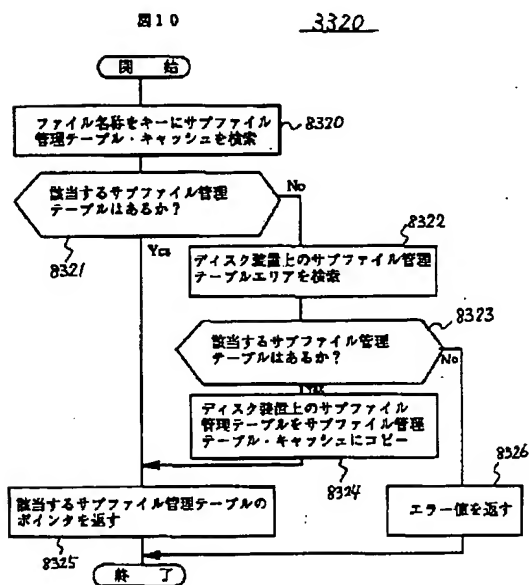 図10
3320
開　始
ファイル名称をキーにサブファイル
管理テーブル・キャッシュを検索
8320
該当するサブファイル管理
テーブルはあるか？
No
8321
Yes
8322
ディスク装置上のサブファイル管理
テーブルエリアを検索
8323
該当するサブファイル管理
テーブルはあるか？
No
Yes
ディスク装置上のサブファイル
管理テーブルをサブファイル管理
テーブル・キャッシュにコピー
8324
8326
該当するサブファイル管理テーブルの
ポインタを返す
エラー値を返す
8325
終　了